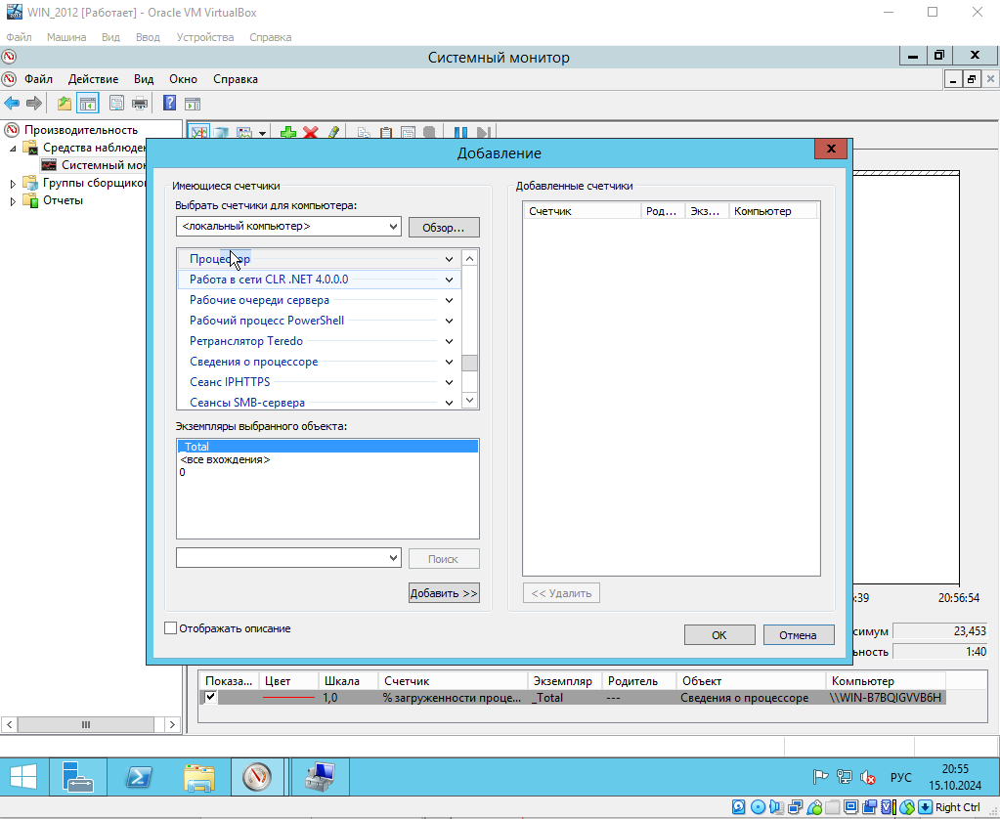 WIN_2012 [Работает] - Oracle VM VirtualBox
Файл Машина Вид Ввод Устройства Справка
Системный монитор
Файл Действие Вид Окно Справка
Производительность
Средства наблюден
Системный мон
Группы сборщико
Отчеты
Добавление
Имеющиеся счетчики
Выбрать счетчики для компьютера:
<локальный компьютер>
Обзор...
Процессор
Работа в сети CLR .NET 4.0.0.0
Рабочие очереди сервера
Рабочий процесс PowerShell
Ретранслятор Teredo
Сведения о процессоре
Сеанс IPHTTPS
Сеансы SMB-сервера
Экземпляры выбранного объекта:
_Total
<все вхождения>
0
Поиск
Добавить >>
Отображать описание
Добавленные счетчики
Счетчик Род... Экз... Компьютер
<< Удалить
ОК Отмена
:39 20:56:54
симум 23,453
ьность 1:40
Показа... Цвет Шкала Счетчик Экземпляр Родитель Объект Компьютер
1,0 % загруженности проце... _Total --- Сведения о процессоре \\WIN-B7BQIGVVB6H
РУС
20:55
15.10.2024
Right Ctrl